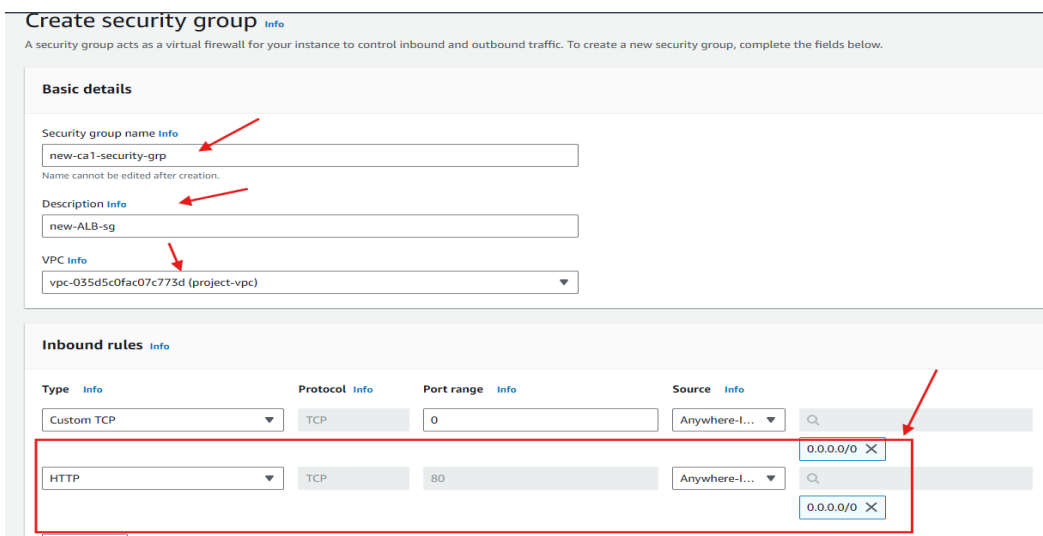 Create security group Info
A security group acts as a virtual firewall for your instance to control inbound and outbound traffic. To create a new security group, complete the fields below.
Basic details
Security group name Info
new-ca1-security-grp
Name cannot be edited after creation.
Description Info
new-ALB-sg
VPC Info
vpc-035d5c0fac07c773d (project-vpc)
Inbound rules Info
Type Info Protocol Info Port range Info Source Info
Custom TCP TCP 0 Anywhere-I...
0.0.0.0/0
HTTP TCP 80 Anywhere-I...
0.0.0.0/0